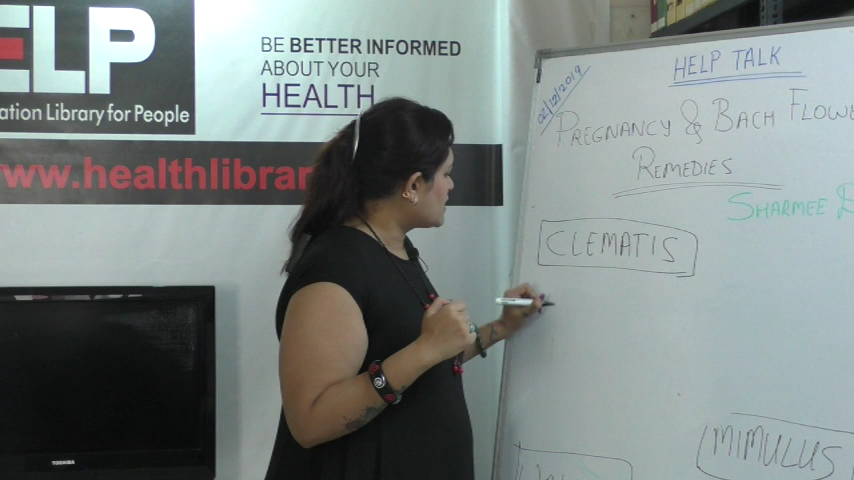 ELP
ation Library for People
BE BETTER INFORMED
ABOUT YOUR
HEALTH
www.healthlibrar
TOSHIBA
02/12/2019
HELP TALK
PREGNANCY & BACH FLOWE
REMEDIES
SHARMEE D
CLEMATIS
MIMULUS